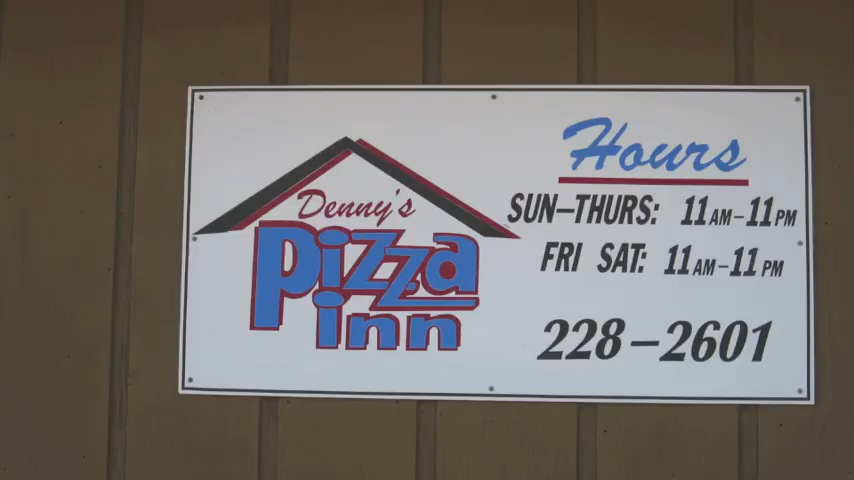 Denny's
Pizza
inn
Hours
SUN-THURS: 11AM-11PM
FRI SAT: 11AM-11PM
228-2601